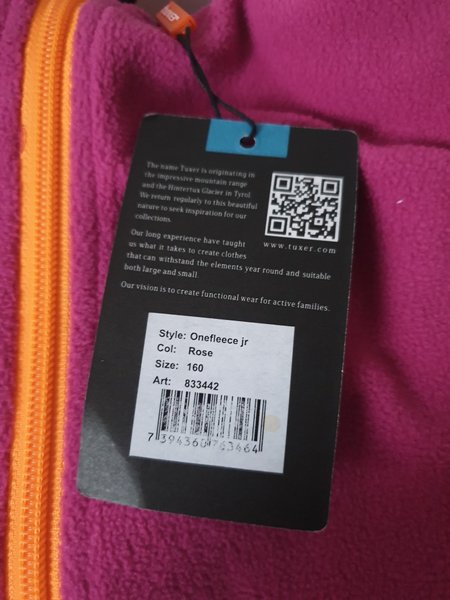 The name Tuxer is originating in
the impressive mountain range
and the Hintertux Glacier in Tyrol.
We return regularly to this beautiful
nature to seek inspiration for our
collections.
www.tuxer.com
Our long experience have taught
us what it takes to create clothes
that can withstand the elements year round and suitable
both large and small.
Our vision is to create functional wear for active families.
Style: Onefleece jr
Col: Rose
Size: 160
Art: 833442
7 394360 763464